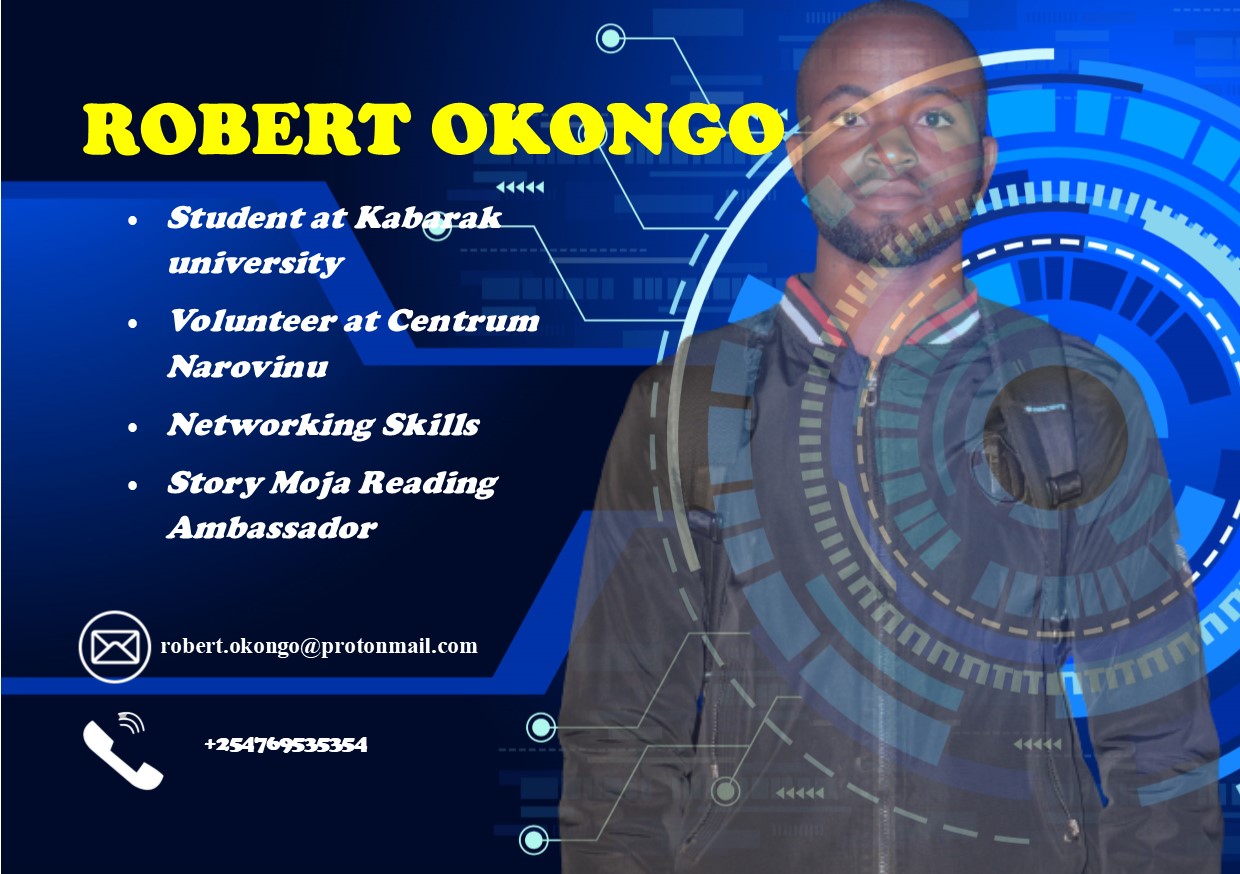 ROBERT OKONGO
• Student at Kabarak
university
• Volunteer at Centrum
Narovinu
• Networking Skills
• Story Moja Reading
Ambassador
robert.okongo@protonmail.com
+254769535354